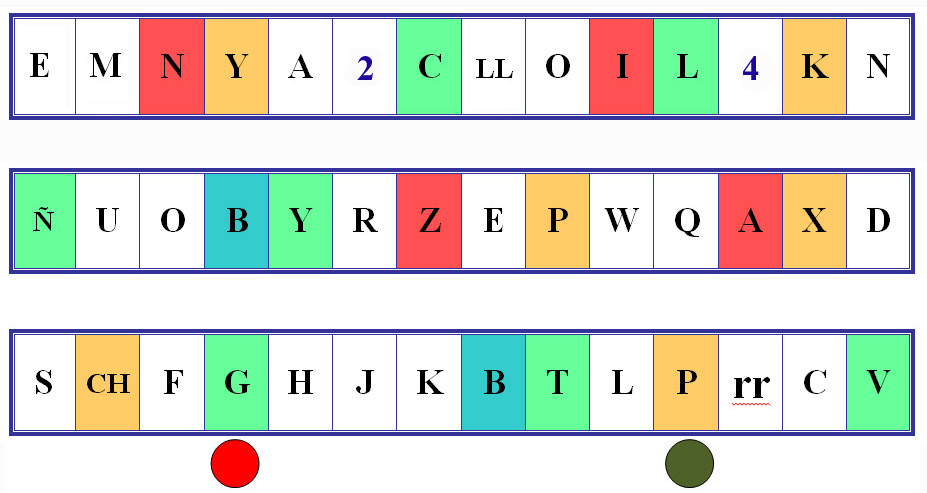 E M N Y A 2 C LL O I L 4 K N
Ñ U O B Y R Z E P W Q A X D
S CH F G H J K B T L P rr C V